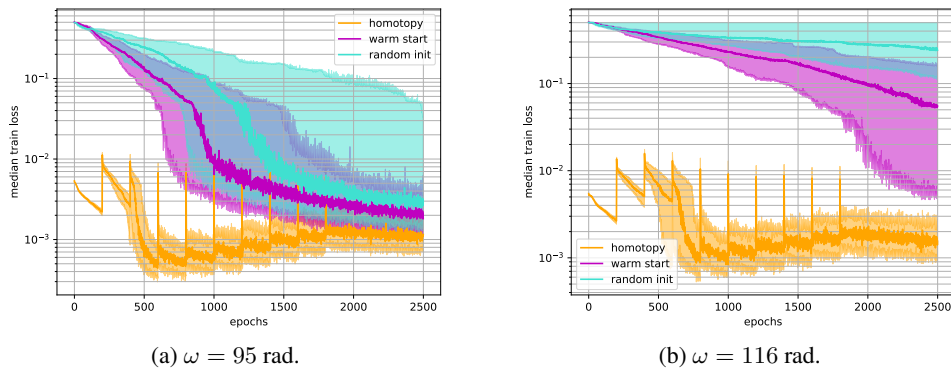 homotopy
warm start
random init
10⁻¹
10⁻²
10⁻³
median train loss
0 500 1000 1500 2000 2500
epochs
(a) ω = 95 rad.
10⁻¹
10⁻²
10⁻³
median train loss
homotopy
warm start
random init
0 500 1000 1500 2000 2500
epochs
(b) ω = 116 rad.